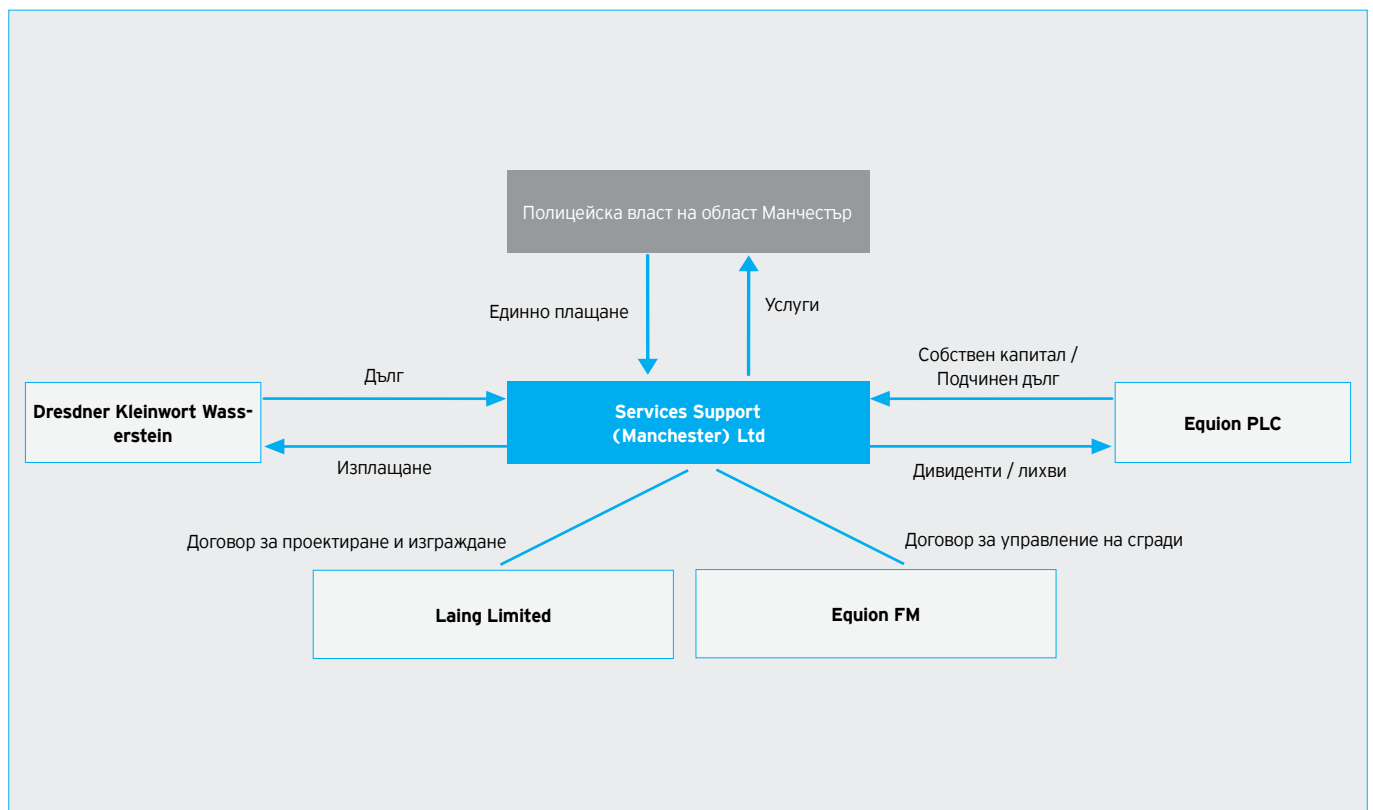 Полицейска власт на област Манчестър
Единно плащане
Услуги
Дълг
Собствен капитал /
Подчинен дълг
Dresdner Kleinwort Wass-
erstein
Services Support
(Manchester) Ltd
Equion PLC
Изплащане
Дивиденти / лихви
Договор за проектиране и изграждане
Договор за управление на сгради
Laing Limited
Equion FM